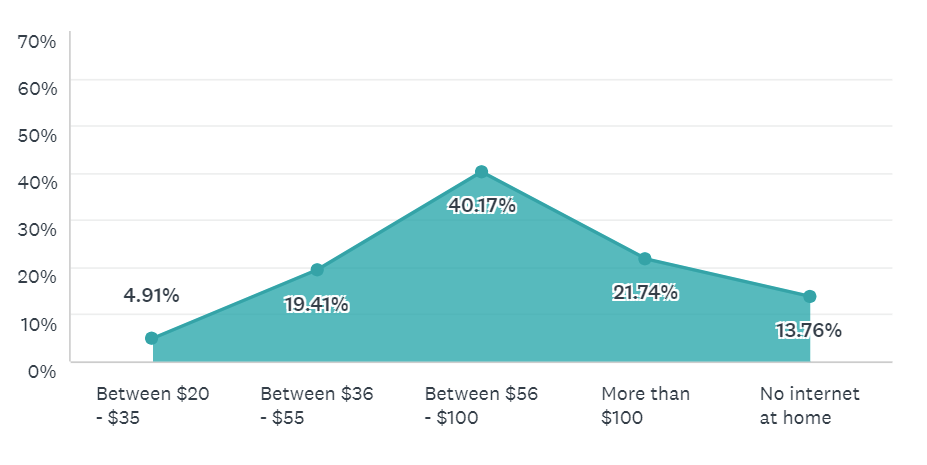 70%
60%
50%
40%
30%
20%
10%
0%
4.91%
19.41%
40.17%
21.74%
13.76%
Between $20
- $35
Between $36
- $55
Between $56
- $100
More than
$100
No internet
at home